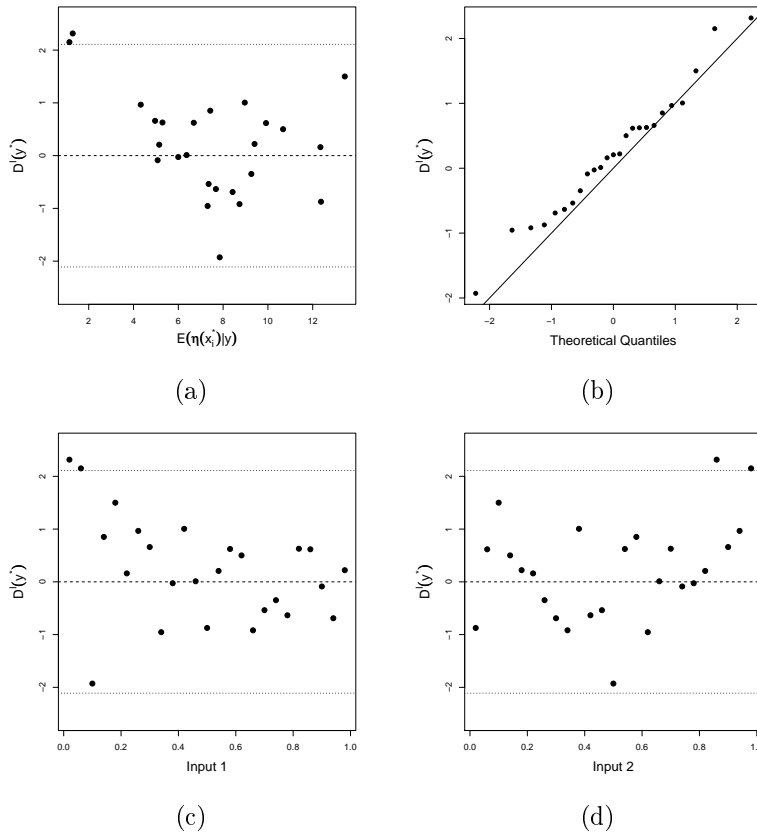 2
1
0
−1
−2
D^I(y^*)
2 4 6 8 10 12
E(η(x_i^*)|y)
(a)
2
1
0
−1
−2
D^I(y^*)
−2 −1 0 1 2
Theoretical Quantiles
(b)
2
1
0
−1
−2
D^I(y^*)
0.0 0.2 0.4 0.6 0.8 1.0
Input 1
(c)
2
1
0
−1
−2
D^I(y^*)
0.0 0.2 0.4 0.6 0.8 1.0
Input 2
(d)